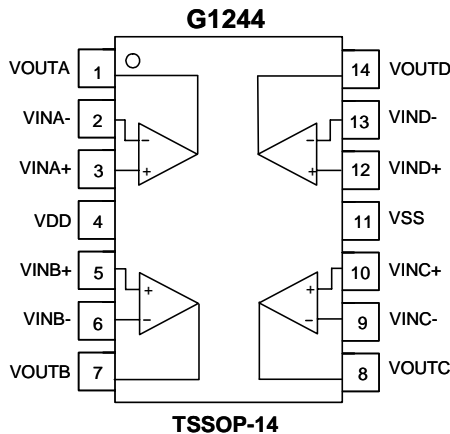 G1244
VOUTA 1 14 VOUTD
VINA- 2 - - 13 VIND-
VINA+ 3 + + 12 VIND+
VDD 4 11 VSS
VINB+ 5 + + 10 VINC+
VINB- 6 - - 9 VINC-
VOUTB 7 8 VOUTC
TSSOP-14